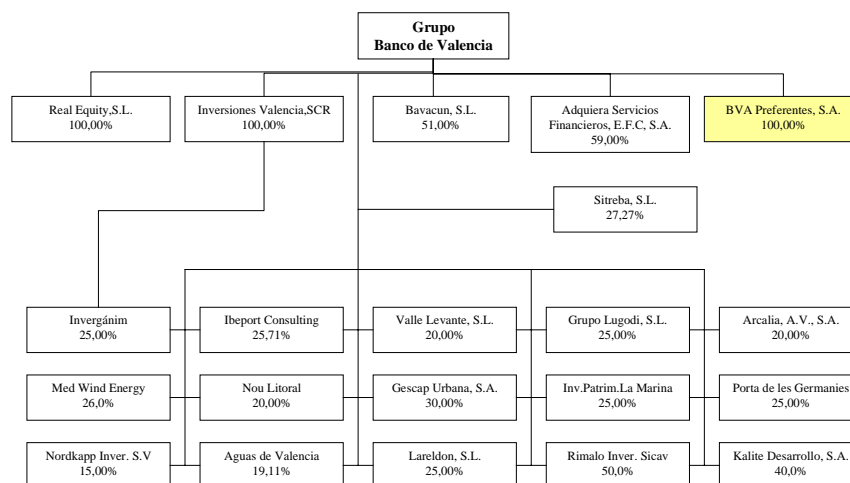 Grupo
Banco de Valencia
Real Equity,S.L.
100,00%
Inversiones Valencia,SCR
100,00%
Bavacun, S.L.
51,00%
Adquiera Servicios
Financieros, E.F.C, S.A.
59,00%
BVA Preferentes, S.A.
100,00%
Sitreba, S.L.
27,27%
Invergánim
25,00%
Ibeport Consulting
25,71%
Valle Levante, S.L.
20,00%
Grupo Lugodi, S.L.
25,00%
Arcalia, A.V., S.A.
20,00%
Med Wind Energy
26,0%
Nou Litoral
20,00%
Gescap Urbana, S.A.
30,00%
Inv.Patrim.La Marina
25,00%
Porta de les Germanies
25,00%
Nordkapp Inver. S.V
15,00%
Aguas de Valencia
19,11%
Lareldon, S.L.
25,00%
Rimalo Inver. Sicav
50,0%
Kalite Desarrollo, S.A.
40,0%